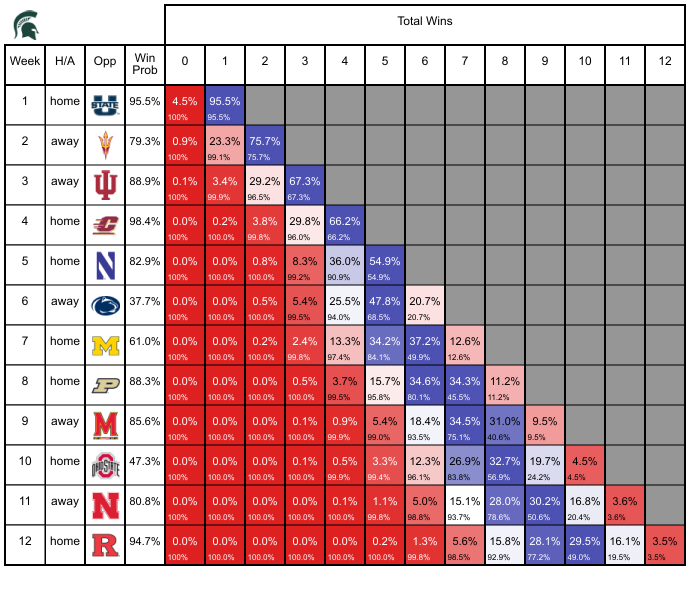 Total Wins
Week H/A Opp Win Prob 0 1 2 3 4 5 6 7 8 9 10 11 12
1 home U STATE 95.5% 4.5% 95.5%
100% 95.5%
2 away 79.3% 0.9% 23.3% 75.7%
100% 99.1% 75.7%
3 away 88.9% 0.1% 3.4% 29.2% 67.3%
100% 99.9% 96.5% 67.3%
4 home C 98.4% 0.0% 0.2% 3.8% 29.8% 66.2%
100% 100.0% 99.8% 96.0% 66.2%
5 home N 82.9% 0.0% 0.0% 0.8% 8.3% 36.0% 54.9%
100% 100.0% 100.0% 99.2% 90.9% 54.9%
6 away 37.7% 0.0% 0.0% 0.5% 5.4% 25.5% 47.8% 20.7%
100% 100.0% 100.0% 99.5% 94.0% 68.5% 20.7%
7 home M 61.0% 0.0% 0.0% 0.2% 2.4% 13.3% 34.2% 37.2% 12.6%
100% 100.0% 100.0% 99.8% 97.4% 84.1% 49.9% 12.6%
8 home P 88.3% 0.0% 0.0% 0.0% 0.5% 3.7% 15.7% 34.6% 34.3% 11.2%
100% 100.0% 100.0% 100.0% 99.5% 95.8% 80.1% 45.5% 11.2%
9 away M 85.6% 0.0% 0.0% 0.0% 0.1% 0.9% 5.4% 18.4% 34.5% 31.0% 9.5%
100% 100.0% 100.0% 100.0% 99.9% 99.0% 93.5% 75.1% 40.6% 9.5%
10 home OHIO STATE 47.3% 0.0% 0.0% 0.0% 0.1% 0.5% 3.3% 12.3% 26.9% 32.7% 19.7% 4.5%
100% 100.0% 100.0% 100.0% 99.9% 99.4% 96.1% 83.8% 56.9% 24.2% 4.5%
11 away N 80.8% 0.0% 0.0% 0.0% 0.0% 0.1% 1.1% 5.0% 15.1% 28.0% 30.2% 16.8% 3.6%
100% 100.0% 100.0% 100.0% 100.0% 99.8% 98.8% 93.7% 78.6% 50.6% 20.4% 3.6%
12 home R 94.7% 0.0% 0.0% 0.0% 0.0% 0.0% 0.2% 1.3% 5.6% 15.8% 28.1% 29.5% 16.1% 3.5%
100% 100.0% 100.0% 100.0% 100.0% 100.0% 99.8% 98.5% 92.9% 77.2% 49.0% 19.5% 3.5%